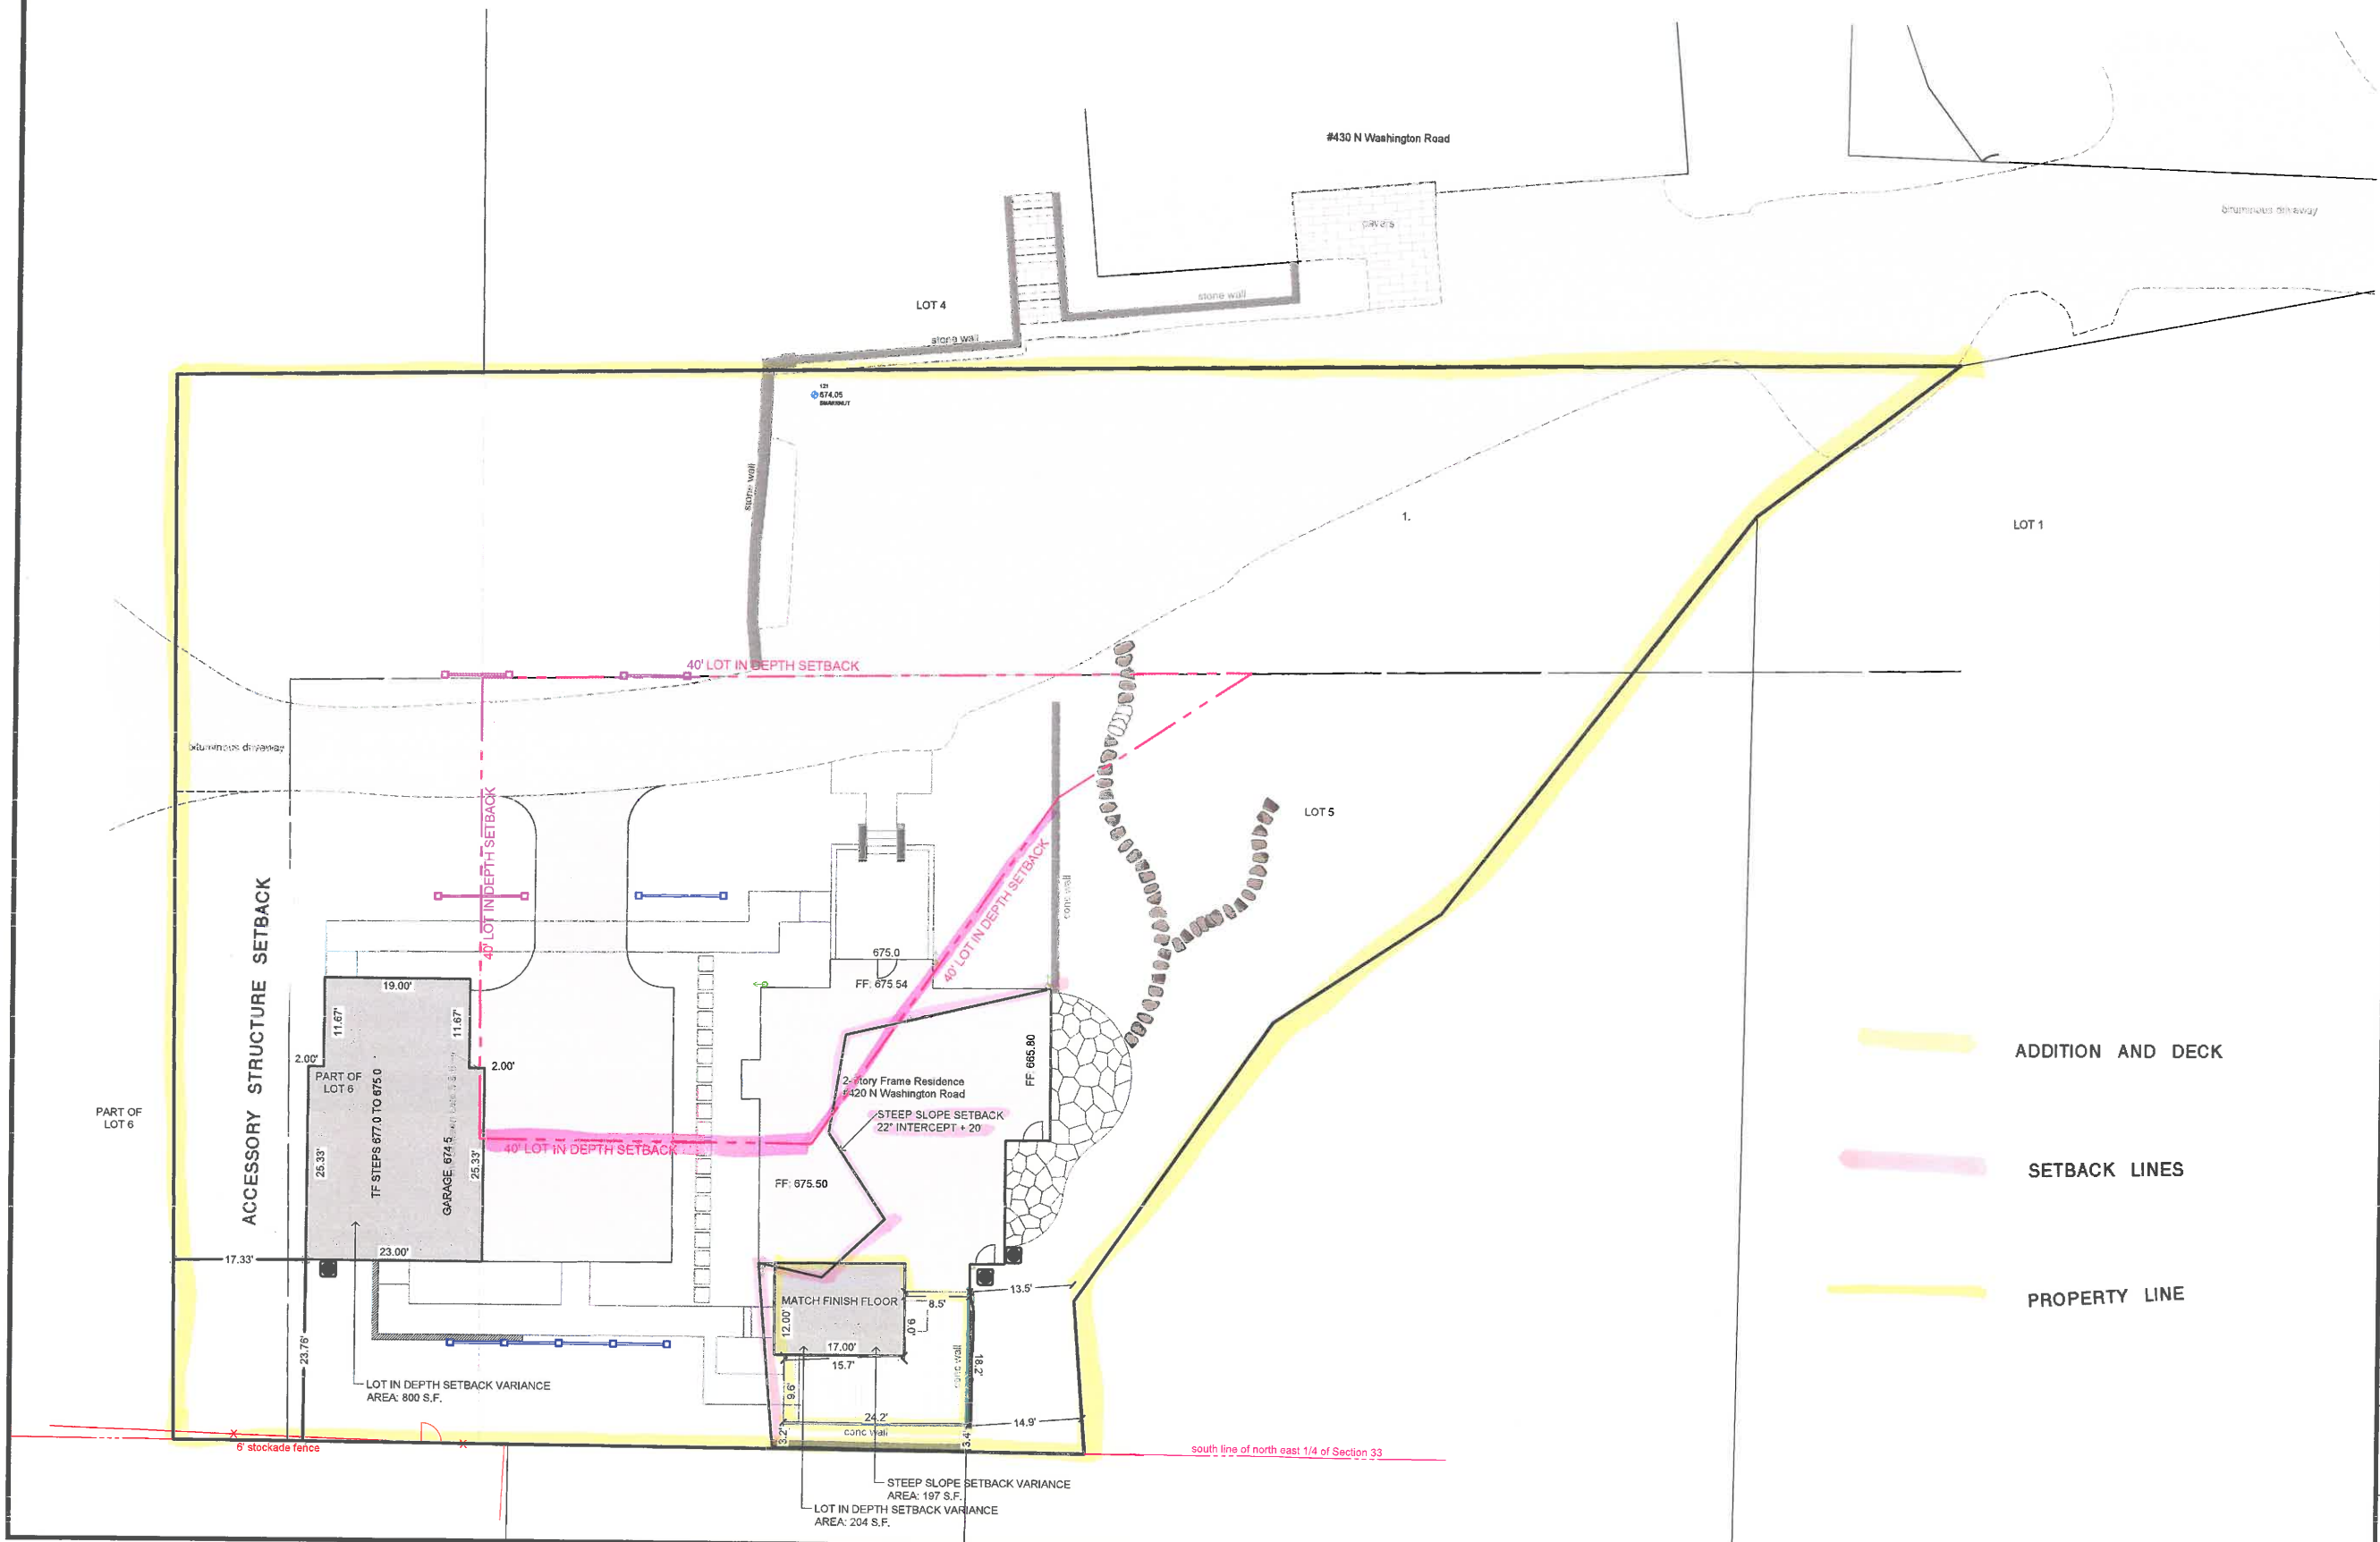 #430 N Washington Road
bituminous driveway
pavers
stone wall
LOT 4
stone wall
121
674.05
stone wall
1.
LOT 1
40' LOT IN DEPTH SETBACK
bituminous driveway
LOT 5
40' LOT IN DEPTH SETBACK
40' LOT IN DEPTH SETBACK
conc wall
ACCESSORY STRUCTURE SETBACK
675.0
FF: 675.54
19.00'
11.67'
11.67'
2.00'
2.00'
PART OF
LOT 6
TF STEPS 677.0 TO 675.0
GARAGE 674.5
25.33'
25.33'
23.00'
PART OF
LOT 6
FF: 665.80
2-Story Frame Residence
#420 N Washington Road
STEEP SLOPE SETBACK
22° INTERCEPT + 20'
40' LOT IN DEPTH SETBACK
FF: 675.50
ADDITION AND DECK
SETBACK LINES
PROPERTY LINE
17.33'
23.76'
MATCH FINISH FLOOR
12.00'
17.00'
15.7'
8.5'
9.0'
13.5'
conc wall
18.2'
9.6'
24.2'
14.9'
3.2'
conc wall
3.4'
LOT IN DEPTH SETBACK VARIANCE
AREA: 800 S.F.
6' stockade fence
south line of north east 1/4 of Section 33
STEEP SLOPE SETBACK VARIANCE
AREA: 197 S.F.
LOT IN DEPTH SETBACK VARIANCE
AREA: 204 S.F.